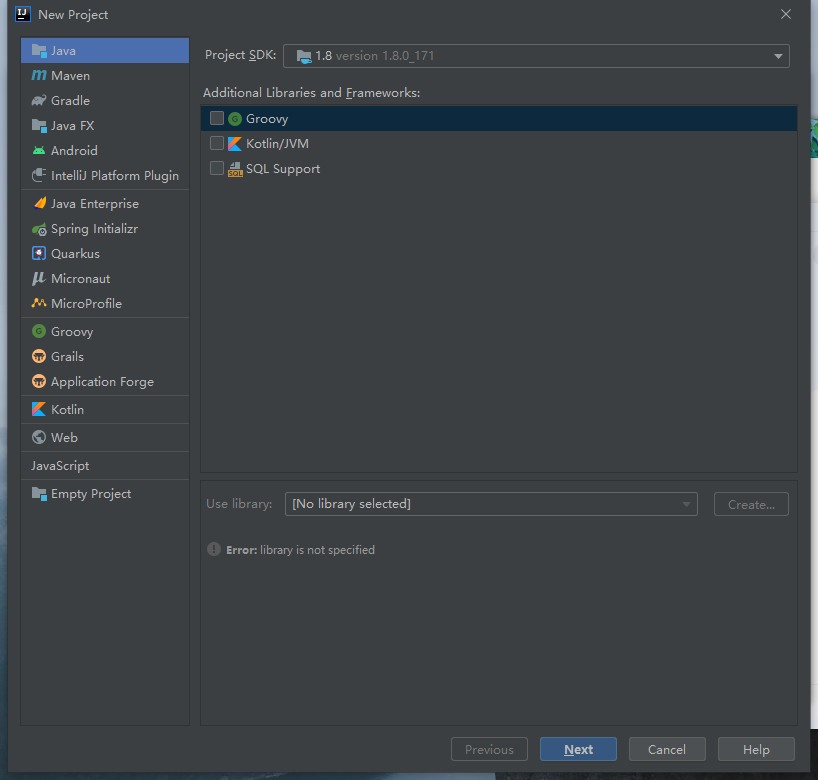 New Project
Java
Maven
Gradle
Java FX
Android
IntelliJ Platform Plugin
Java Enterprise
Spring Initializr
Quarkus
Micronaut
MicroProfile
Groovy
Grails
Application Forge
Kotlin
Web
JavaScript
Empty Project
Project SDK: 1.8 version 1.8.0_171
Additional Libraries and Frameworks:
Groovy
Kotlin/JVM
SQL Support
Use library: [No library selected] Create...
Error: library is not specified
Previous Next Cancel Help